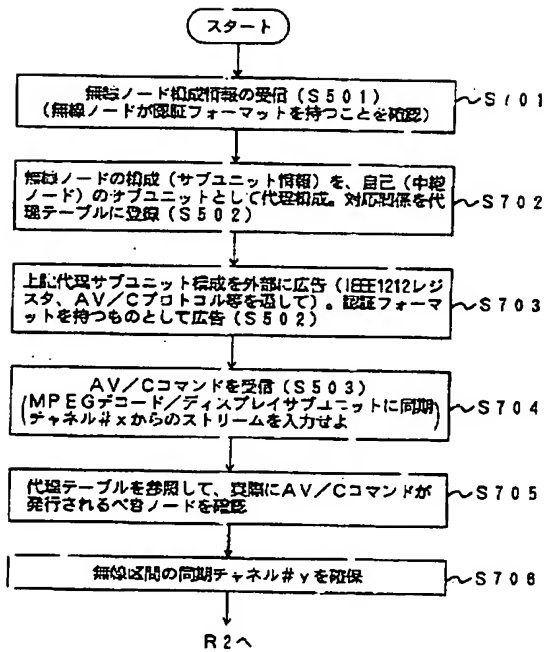 スタート
無線ノード構成情報の受信(S501)
(無線ノードが認証フォーマットを持つことを確認)
~S701
無線ノードの構成(サブユニット情報)を、自己(中継
ノード)のサブユニットとして代理構成。対応関係を代
理テーブルに登録(S502)
~S702
上記代理サブユニット構成を外部に広告(IEEE1212レジ
スタ、AV/Cプロトコル等を通して)。認証フォーマ
ットを持つものとして広告(S502)
~S703
AV/Cコマンドを受信(S503)
(MPEGデコード/ディスプレイサブユニットに同期
チャネル#xからのストリームを入力せよ)
~S704
代理テーブルを参照して、実際にAV/Cコマンドが
発行されるべきノードを確認
~S705
無線区間の同期チャネル#yを確保
~S706
R2へ